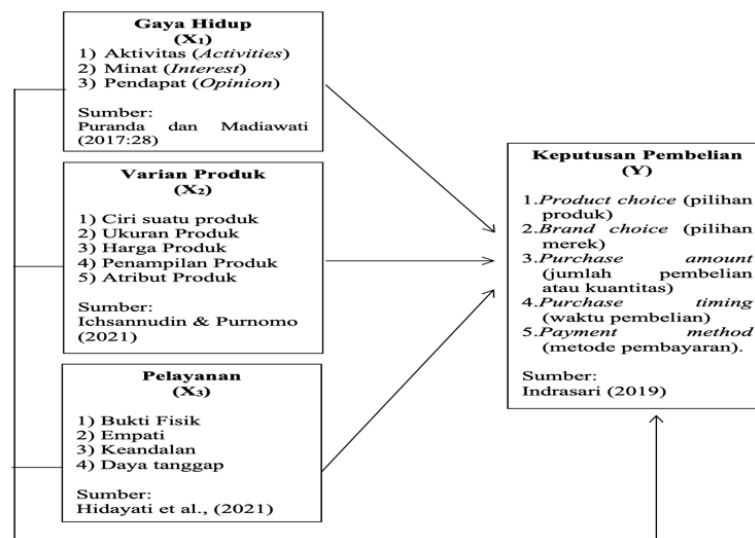 Gaya Hidup
(X₁)
1) Aktivitas (Activities)
2) Minat (Interest)
3) Pendapat (Opinion)
Sumber:
Puranda dan Madiawati
(2017:28)
Varian Produk
(X₂)
1) Ciri suatu produk
2) Ukuran Produk
3) Harga Produk
4) Penampilan Produk
5) Atribut Produk
Sumber:
Ichsannudin & Purnomo
(2021)
Pelayanan
(X₃)
1) Bukti Fisik
2) Empati
3) Keandalan
4) Daya tanggap
Sumber:
Hidayati et al., (2021)
Keputusan Pembelian
(Y)
1.Product choice (pilihan
produk)
2.Brand choice (pilihan
merek)
3.Purchase amount
(jumlah pembelian
atau kuantitas)
4.Purchase timing
(waktu pembelian)
5.Payment method
(metode pembayaran).
Sumber:
Indrasari (2019)